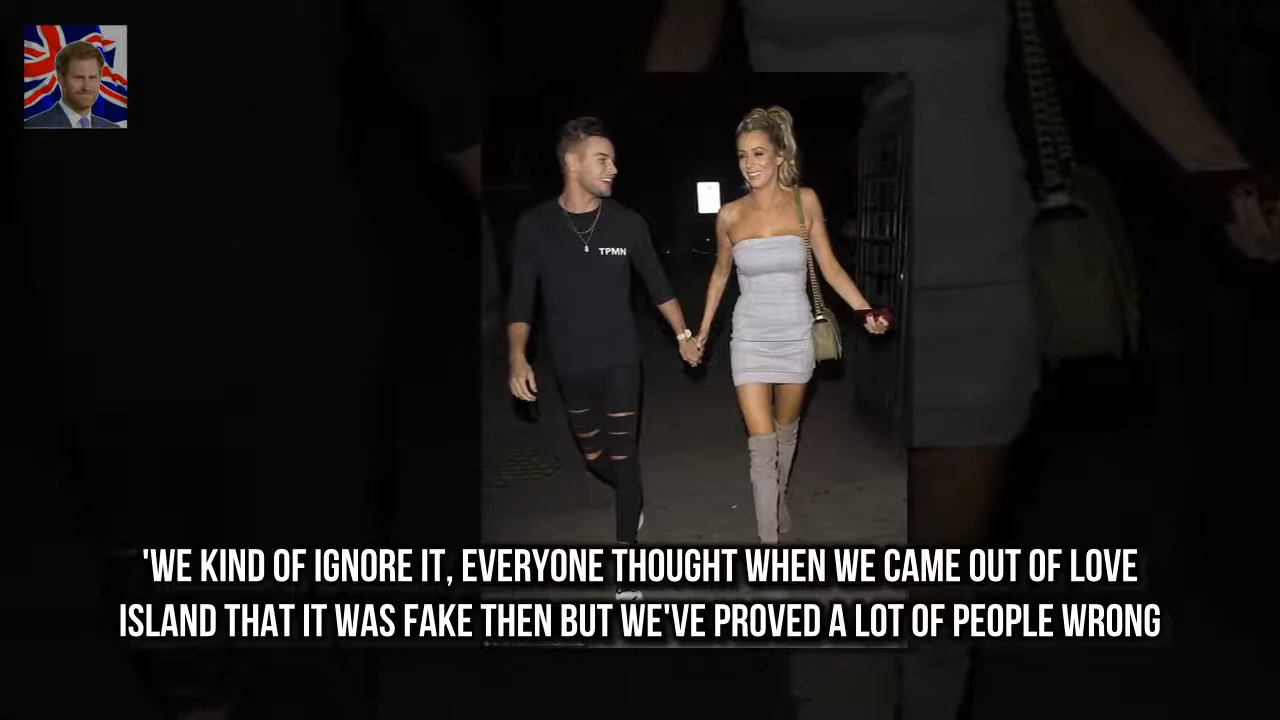 TPMN
'WE KIND OF IGNORE IT, EVERYONE THOUGHT WHEN WE CAME OUT OF LOVE
ISLAND THAT IT WAS FAKE THEN BUT WE'VE PROVED A LOT OF PEOPLE WRONG